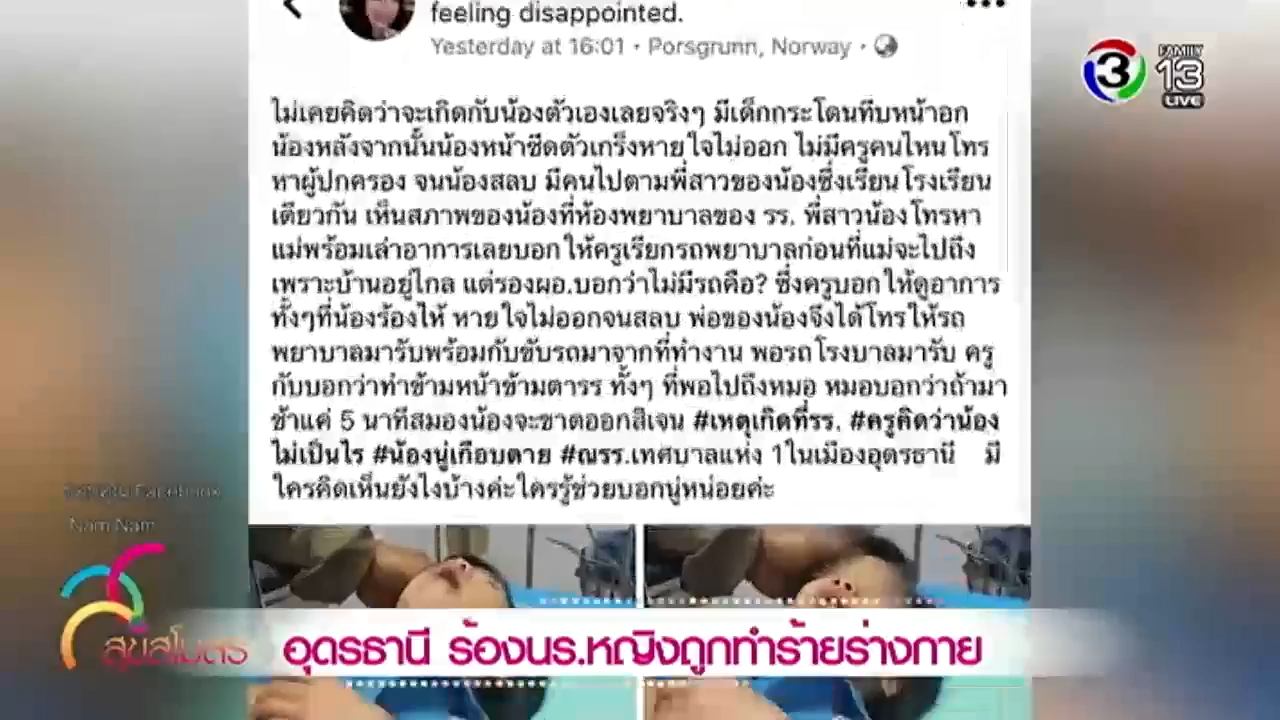 feeling disappointed.
Yesterday at 16:01 · Porsgrunn, Norway ·
3 FAMILY 13 LIVE
ไม่เคยคิดว่าจะเกิดกับน้องตัวเองเลยจริงๆ มีเด็กกระโดนทีบหน้าอก
น้องหลังจากนั้นน้องหน้าซีดตัวเกร็งหายใจไม่ออก ไม่มีครูคนไหนโทร
หาผู้ปกครอง จนน้องสลบ มีคนไปตามพี่สาวของน้องซึ่งเรียนโรงเรียน
เดียวกัน เห็นสภาพของน้องที่ห้องพยาบาลของ รร. พี่สาวน้องโทรหา
แม่พร้อมเล่าอาการเลยบอกให้ครูเรียกรถพยาบาลก่อนที่แม่จะไปถึง
เพราะบ้านอยู่ไกล แต่รองผอ.บอกว่าไม่มีรถคือ? ซึ่งครูบอกให้ดูอาการ
ทั้งๆที่น้องร้องไห้ หายใจไม่ออกจนสลบ พ่อของน้องจึงได้โทรให้รถ
พยาบาลมารับพร้อมกับขับรถมาจากที่ทำงาน พอรถโรงบาลมารับ ครู
กับบอกว่าทำข้ามหน้าข้ามตารร ทั้งๆ ที่พอไปถึงหมอ หมอบอกว่าถ้ามา
ช้าแค่ 5 นาทีสมองน้องจะขาดออกสิเจน #เหตุเกิดที่รร. #ครูคิดว่าน้อง
ไม่เป็นไร #น้องนู่เกือบตาย #ณรร.เทศบาลแห่ง 1ในเมืองอุดรธานี มี
ใครคิดเห็นยังไงบ้างค่ะใครรู้ช่วยบอกนู่หน่อยค่ะ
Facebook
Nam Nam
สุขสโมสร
อุดรธานี ร้องนร.หญิงถูกทำร้ายร่างกาย